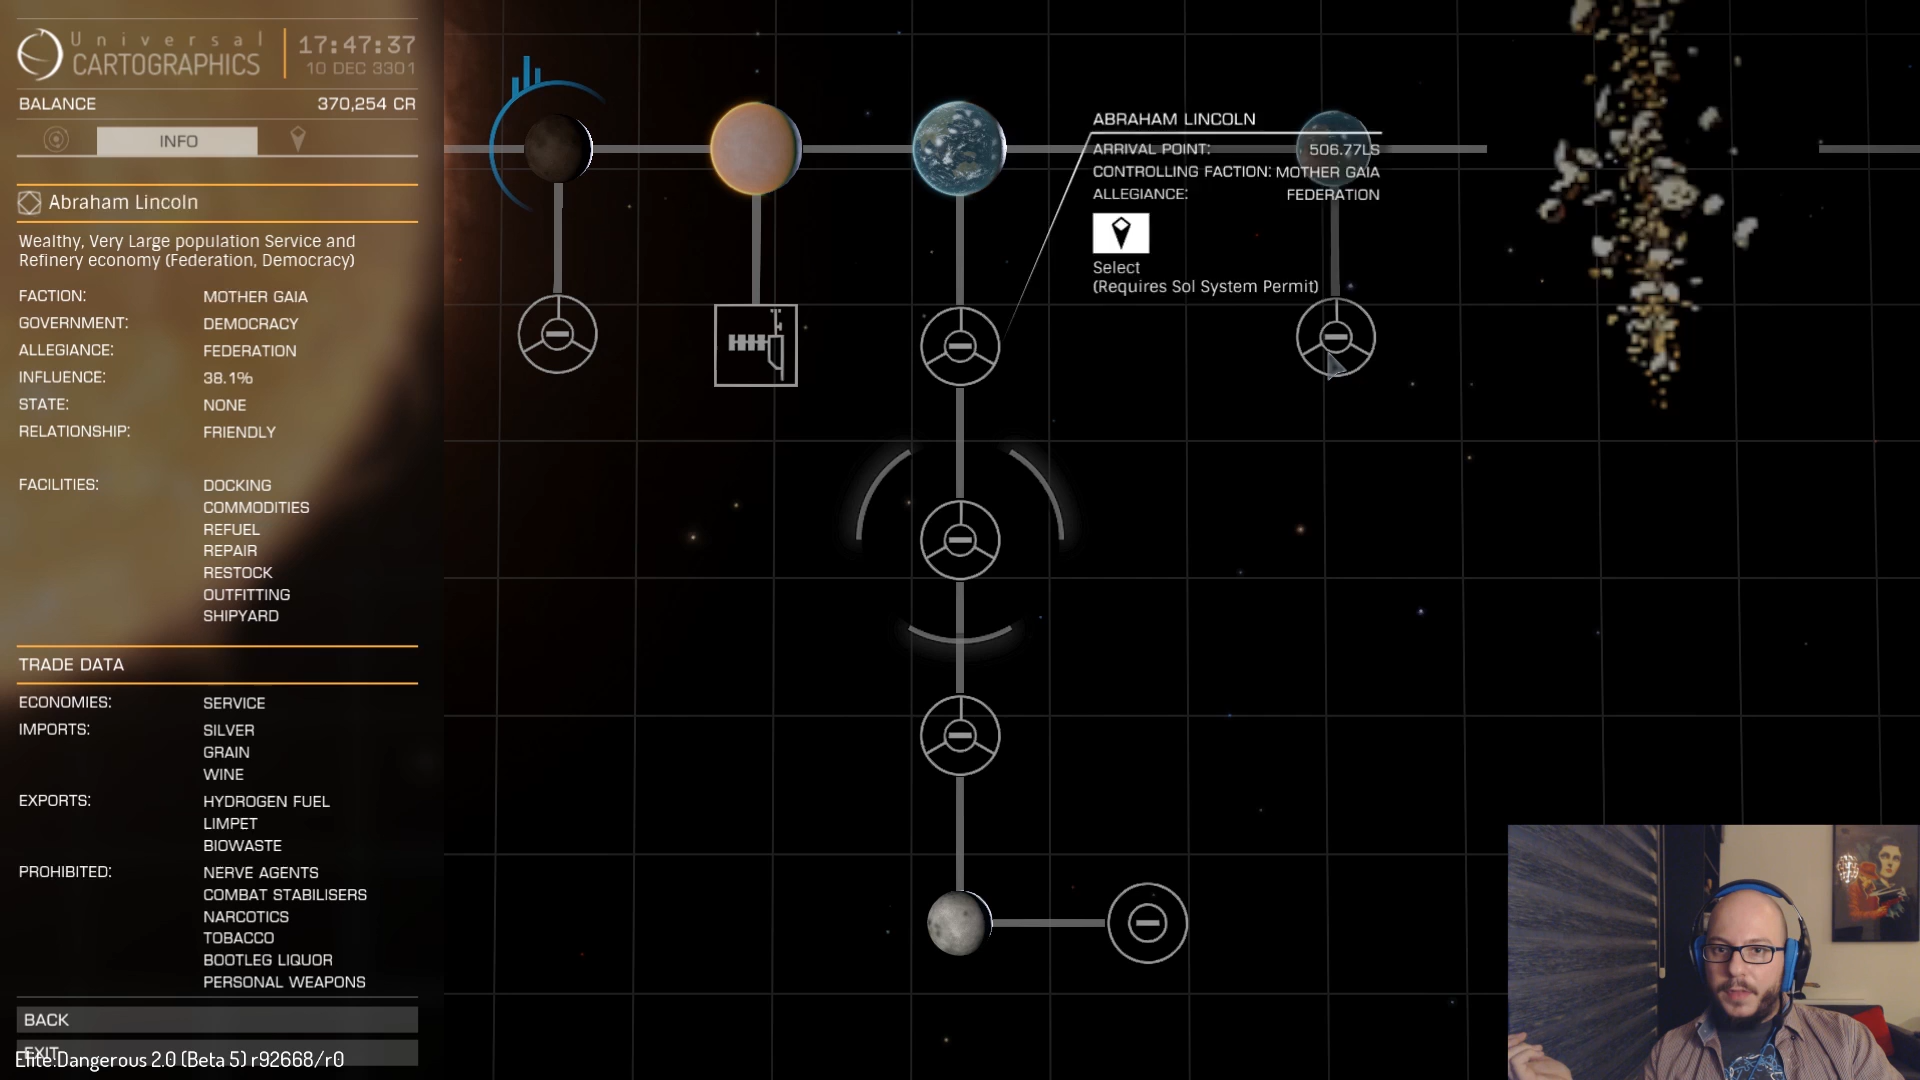 Universal
CARTOGRAPHICS
17:47:37
10 DEC 3301
BALANCE 370,254 CR
INFO
Abraham Lincoln
Wealthy, Very Large population Service and
Refinery economy (Federation, Democracy)
FACTION: MOTHER GAIA
GOVERNMENT: DEMOCRACY
ALLEGIANCE: FEDERATION
INFLUENCE: 38.1%
STATE: NONE
RELATIONSHIP: FRIENDLY
FACILITIES: DOCKING
COMMODITIES
REFUEL
REPAIR
RESTOCK
OUTFITTING
SHIPYARD
TRADE DATA
ECONOMIES: SERVICE
IMPORTS: SILVER
GRAIN
WINE
EXPORTS: HYDROGEN FUEL
LIMPET
BIOWASTE
PROHIBITED: NERVE AGENTS
COMBAT STABILISERS
NARCOTICS
TOBACCO
BOOTLEG LIQUOR
PERSONAL WEAPONS
BACK
EXIT
Elite:Dangerous 2.0 (Beta 5) r92668/r0
ABRAHAM LINCOLN
ARRIVAL POINT: 506.77LS
CONTROLLING FACTION: MOTHER GAIA
ALLEGIANCE: FEDERATION
Select
(Requires Sol System Permit)